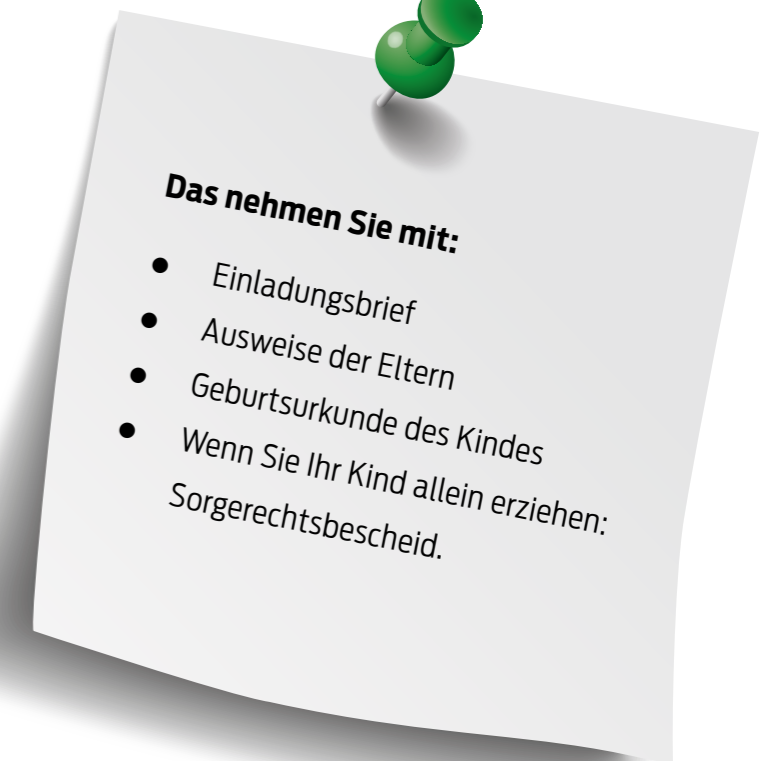 Das nehmen Sie mit:
● Einladungsbrief
● Ausweise der Eltern
● Geburtsurkunde des Kindes
● Wenn Sie Ihr Kind allein erziehen:
Sorgerechtsbescheid.